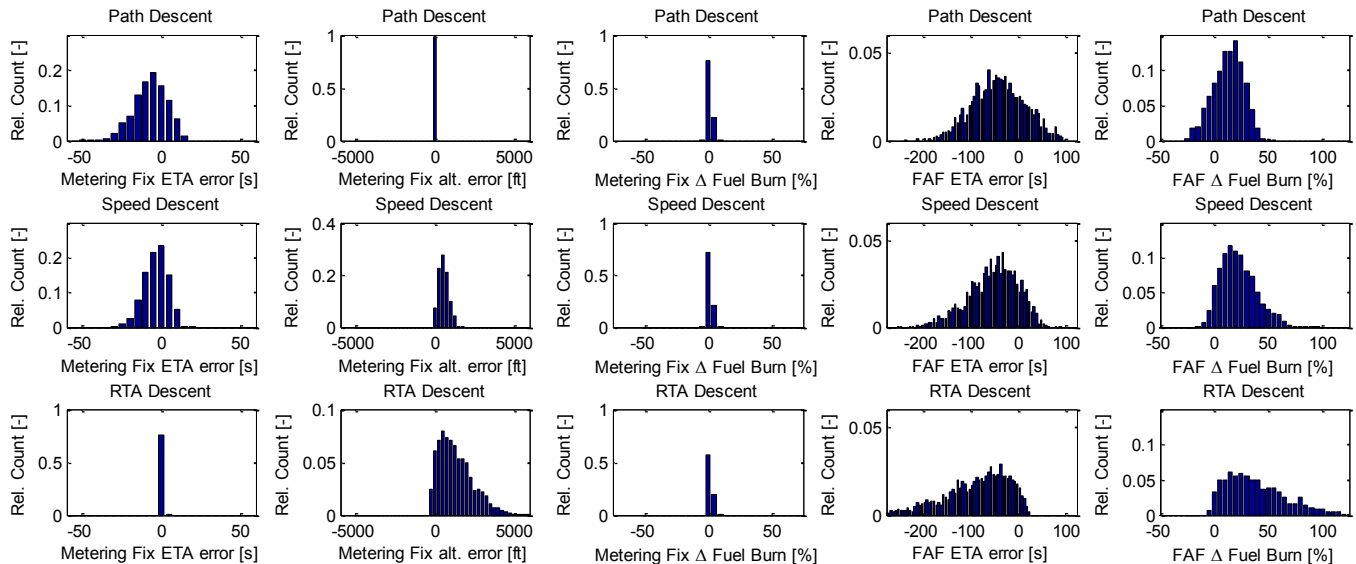 Path Descent Path Descent Path Descent Path Descent Path Descent
Rel. Count [-] Rel. Count [-] Rel. Count [-] Rel. Count [-] Rel. Count [-]
0.2 0.1 0 1 0.5 0 1 0.5 0 0.05 0 0.15 0.1 0.05 0
-50 0 50 -5000 0 5000 -50 0 50 -200 -100 0 100 -50 0 50 100
Metering Fix ETA error [s] Metering Fix alt. error [ft] Metering Fix Δ Fuel Burn [%] FAF ETA error [s] FAF Δ Fuel Burn [%]
Speed Descent Speed Descent Speed Descent Speed Descent Speed Descent
Rel. Count [-] Rel. Count [-] Rel. Count [-] Rel. Count [-] Rel. Count [-]
0.2 0.1 0 0.4 0.2 0 1 0.5 0 0.05 0 0.15 0.1 0.05 0
-50 0 50 -5000 0 5000 -50 0 50 -200 -100 0 100 -50 0 50 100
Metering Fix ETA error [s] Metering Fix alt. error [ft] Metering Fix Δ Fuel Burn [%] FAF ETA error [s] FAF Δ Fuel Burn [%]
RTA Descent RTA Descent RTA Descent RTA Descent RTA Descent
Rel. Count [-] Rel. Count [-] Rel. Count [-] Rel. Count [-] Rel. Count [-]
1 0.5 0 0.1 0.05 0 1 0.5 0 0.05 0 0.15 0.1 0.05 0
-50 0 50 -5000 0 5000 -50 0 50 -200 -100 0 100 -50 0 50 100
Metering Fix ETA error [s] Metering Fix alt. error [ft] Metering Fix Δ Fuel Burn [%] FAF ETA error [s] FAF Δ Fuel Burn [%]